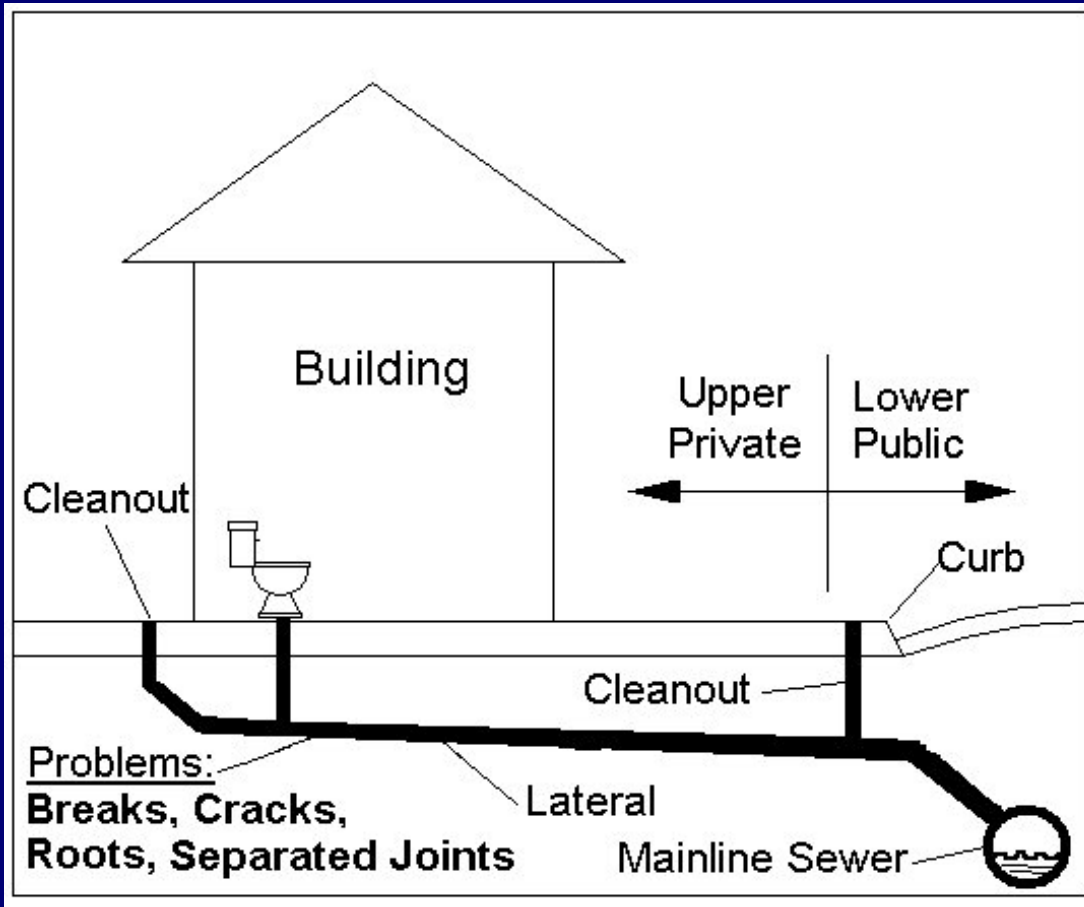 Building
Upper
Private
Lower
Public
Cleanout
Curb
Cleanout
Problems:
Breaks, Cracks,
Roots, Separated Joints
Lateral
Mainline Sewer